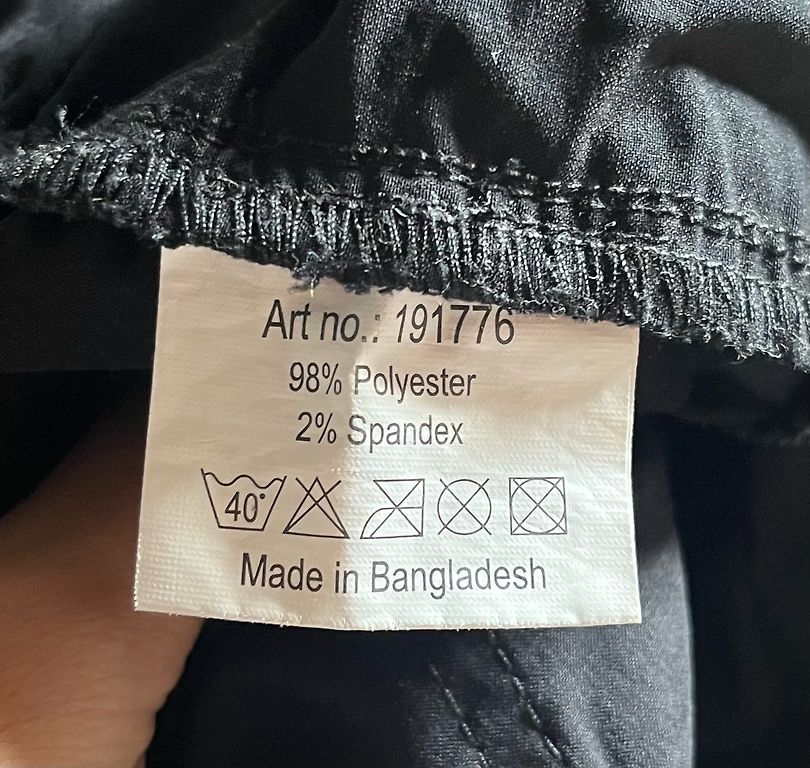 Art no.: 191776
98% Polyester
2% Spandex
40°
Made in Bangladesh